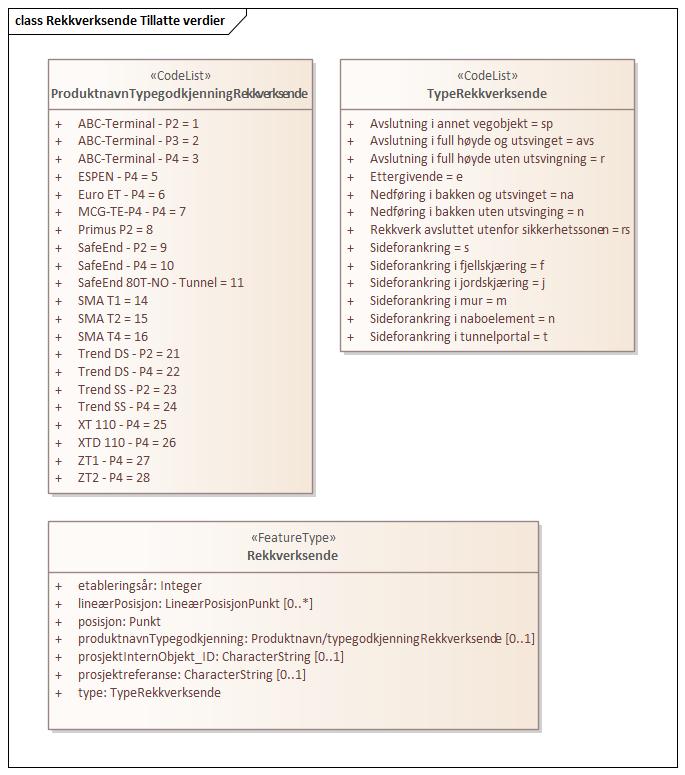 class Rekkverksende Tillatte verdier
«CodeList»
ProduktnavnTypegodkjenningRekkverksende
+ ABC-Terminal - P2 = 1
+ ABC-Terminal - P3 = 2
+ ABC-Terminal - P4 = 3
+ ESPEN - P4 = 5
+ Euro ET - P4 = 6
+ MCG-TE-P4 - P4 = 7
+ Primus P2 = 8
+ SafeEnd - P2 = 9
+ SafeEnd - P4 = 10
+ SafeEnd 80T-NO - Tunnel = 11
+ SMA T1 = 14
+ SMA T2 = 15
+ SMA T4 = 16
+ Trend DS - P2 = 21
+ Trend DS - P4 = 22
+ Trend SS - P2 = 23
+ Trend SS - P4 = 24
+ XT 110 - P4 = 25
+ XTD 110 - P4 = 26
+ ZT1 - P4 = 27
+ ZT2 - P4 = 28
«CodeList»
TypeRekkverksende
+ Avslutning i annet vegobjekt = sp
+ Avslutning i full høyde og utsvinget = avs
+ Avslutning i full høyde uten utsvingning = r
+ Ettergivende = e
+ Nedføring i bakken og utsvinget = na
+ Nedføring i bakken uten utsvinging = n
+ Rekkverk avsluttet utenfor sikkerhetssonen = rs
+ Sideforankring = s
+ Sideforankring i fjellskjæring = f
+ Sideforankring i jordskjæring = j
+ Sideforankring i mur = m
+ Sideforankring i naboelement = n
+ Sideforankring i tunnelportal = t
«FeatureType»
Rekkverksende
+ etableringsår: Integer
+ lineærPosisjon: LineærPosisjonPunkt [0..*]
+ posisjon: Punkt
+ produktnavnTypegodkjenning: Produktnavn/typegodkjenningRekkverksende [0..1]
+ prosjektInternObjekt_ID: CharacterString [0..1]
+ prosjektreferanse: CharacterString [0..1]
+ type: TypeRekkverksende